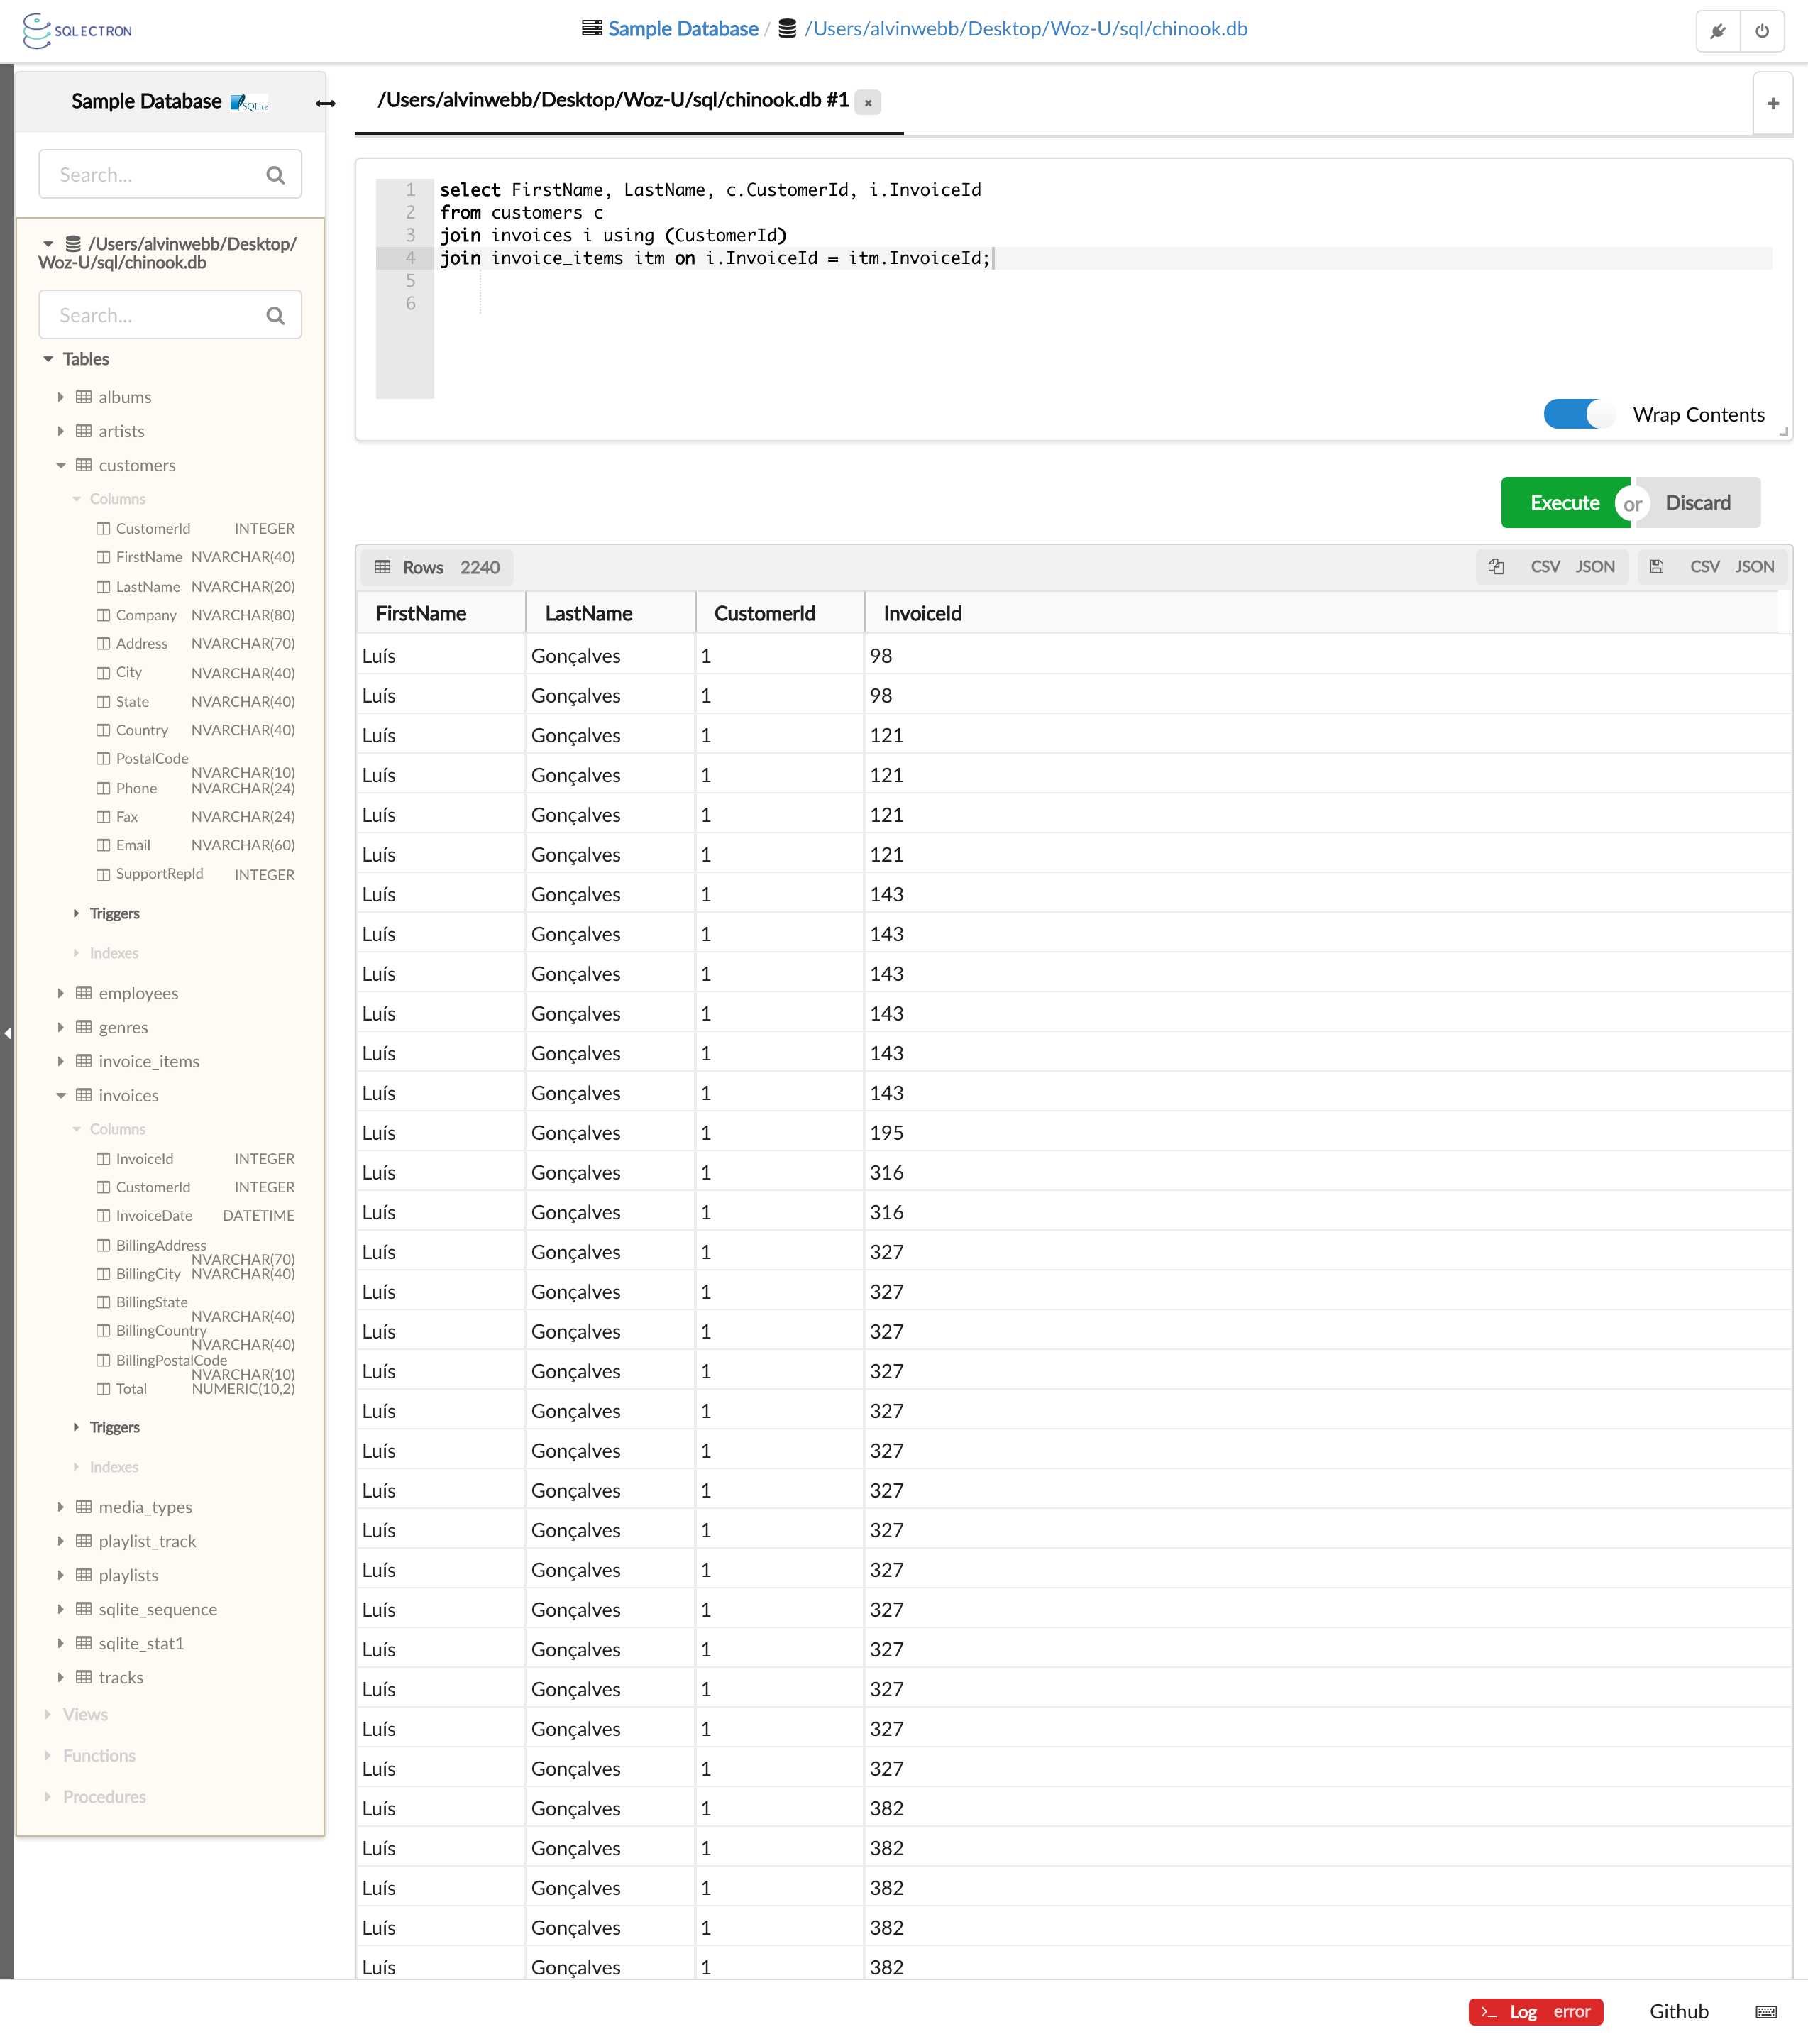 SQLECTRON
Sample Database / /Users/alvinwebb/Desktop/Woz-U/sql/chinook.db
Sample Database SQLite
/Users/alvinwebb/Desktop/Woz-U/sql/chinook.db #1 ×
+
Search...
/Users/alvinwebb/Desktop/
Woz-U/sql/chinook.db
Search...
Tables
albums
artists
customers
Columns
CustomerId INTEGER
FirstName NVARCHAR(40)
LastName NVARCHAR(20)
Company NVARCHAR(80)
Address NVARCHAR(70)
City NVARCHAR(40)
State NVARCHAR(40)
Country NVARCHAR(40)
PostalCode
NVARCHAR(10)
Phone NVARCHAR(24)
Fax NVARCHAR(24)
Email NVARCHAR(60)
SupportRepId INTEGER
Triggers
Indexes
employees
genres
invoice_items
invoices
Columns
InvoiceId INTEGER
CustomerId INTEGER
InvoiceDate DATETIME
BillingAddress
NVARCHAR(70)
BillingCity NVARCHAR(40)
BillingState
NVARCHAR(40)
BillingCountry
NVARCHAR(40)
BillingPostalCode
NVARCHAR(10)
Total NUMERIC(10,2)
Triggers
Indexes
media_types
playlist_track
playlists
sqlite_sequence
sqlite_stat1
tracks
Views
Functions
Procedures
1 select FirstName, LastName, c.CustomerId, i.InvoiceId
2 from customers c
3 join invoices i using (CustomerId)
4 join invoice_items itm on i.InvoiceId = itm.InvoiceId;
5
6
Wrap Contents
Execute or Discard
Rows 2240 CSV JSON CSV JSON
FirstName LastName CustomerId InvoiceId
Luís Gonçalves 1 98
Luís Gonçalves 1 98
Luís Gonçalves 1 121
Luís Gonçalves 1 121
Luís Gonçalves 1 121
Luís Gonçalves 1 121
Luís Gonçalves 1 143
Luís Gonçalves 1 143
Luís Gonçalves 1 143
Luís Gonçalves 1 143
Luís Gonçalves 1 143
Luís Gonçalves 1 143
Luís Gonçalves 1 195
Luís Gonçalves 1 316
Luís Gonçalves 1 316
Luís Gonçalves 1 327
Luís Gonçalves 1 327
Luís Gonçalves 1 327
Luís Gonçalves 1 327
Luís Gonçalves 1 327
Luís Gonçalves 1 327
Luís Gonçalves 1 327
Luís Gonçalves 1 327
Luís Gonçalves 1 327
Luís Gonçalves 1 327
Luís Gonçalves 1 327
Luís Gonçalves 1 327
Luís Gonçalves 1 327
Luís Gonçalves 1 327
Luís Gonçalves 1 382
Luís Gonçalves 1 382
Luís Gonçalves 1 382
Luís Gonçalves 1 382
Luís Gonçalves 1 382
>_ Log error Github